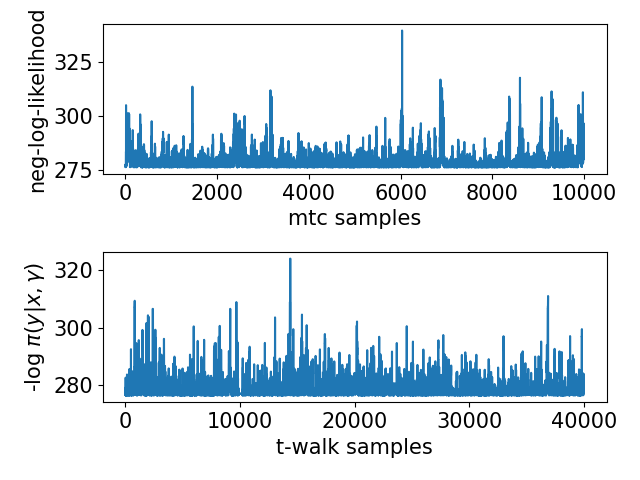 neg-log-likelihood
325
300
275
0 2000 4000 6000 8000 10000
mtc samples
-log π(y|x, γ)
320
300
280
0 10000 20000 30000 40000
t-walk samples